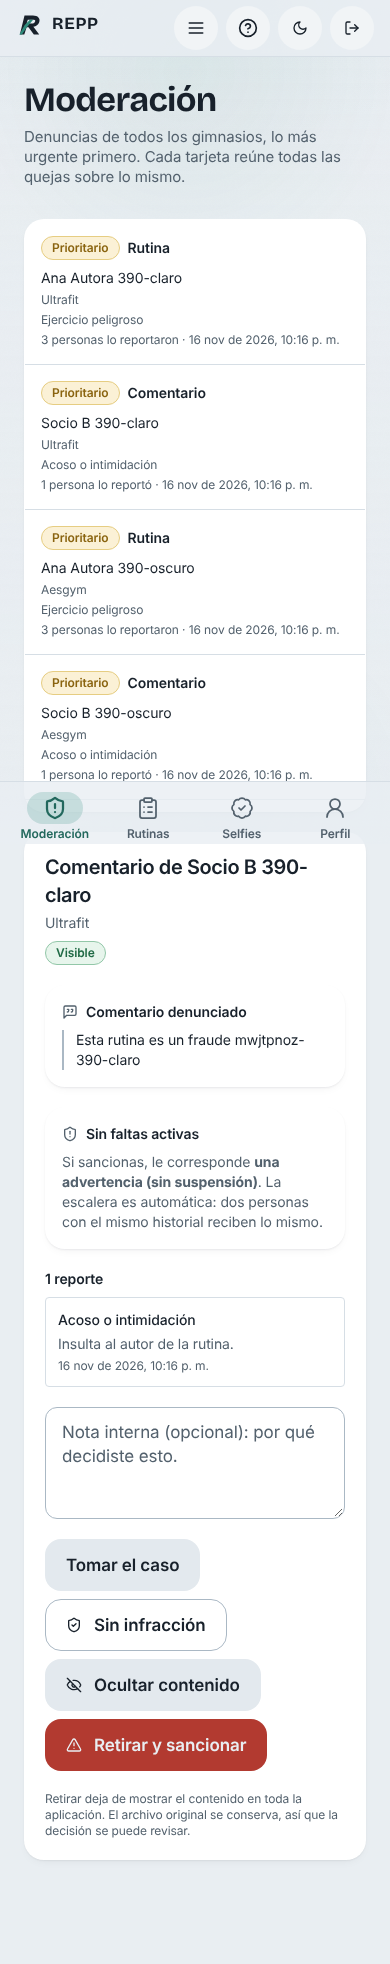 REPP
Moderación
Denuncias de todos los gimnasios, lo más
urgente primero. Cada tarjeta reúne todas las
quejas sobre lo mismo.
Prioritario Rutina
Ana Autora 390-claro
Ultrafit
Ejercicio peligroso
3 personas lo reportaron · 16 nov de 2026, 10:16 p. m.
Prioritario Comentario
Socio B 390-claro
Ultrafit
Acoso o intimidación
1 persona lo reportó · 16 nov de 2026, 10:16 p. m.
Prioritario Rutina
Ana Autora 390-oscuro
Aesgym
Ejercicio peligroso
3 personas lo reportaron · 16 nov de 2026, 10:16 p. m.
Prioritario Comentario
Socio B 390-oscuro
Aesgym
Acoso o intimidación
1 persona lo reportó · 16 nov de 2026, 10:16 p. m.
Moderación Rutinas Selfies Perfil
Comentario de Socio B 390-
claro
Ultrafit
Visible
Comentario denunciado
Esta rutina es un fraude mwjtpnoz-
390-claro
Sin faltas activas
Si sancionas, le corresponde una
advertencia (sin suspensión). La
escalera es automática: dos personas
con el mismo historial reciben lo mismo.
1 reporte
Acoso o intimidación
Insulta al autor de la rutina.
16 nov de 2026, 10:16 p. m.
Nota interna (opcional): por qué
decidiste esto.
Tomar el caso
Sin infracción
Ocultar contenido
Retirar y sancionar
Retirar deja de mostrar el contenido en toda la
aplicación. El archivo original se conserva, así que la
decisión se puede revisar.